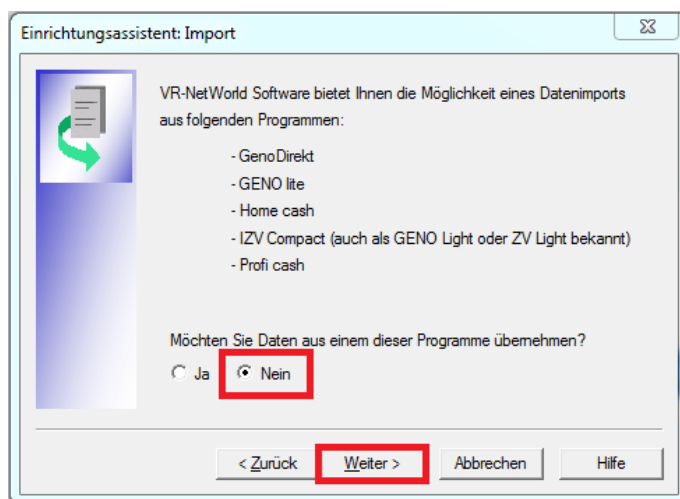 Einrichtungsassistent: Import
VR-NetWorld Software bietet Ihnen die Möglichkeit eines Datenimports
aus folgenden Programmen:
- GenoDirekt
- GENO lite
- Home cash
- IZV Compact (auch als GENO Light oder ZV Light bekannt)
- Profi cash
Möchten Sie Daten aus einem dieser Programme übernehmen?
Ja Nein
< Zurück Weiter > Abbrechen Hilfe